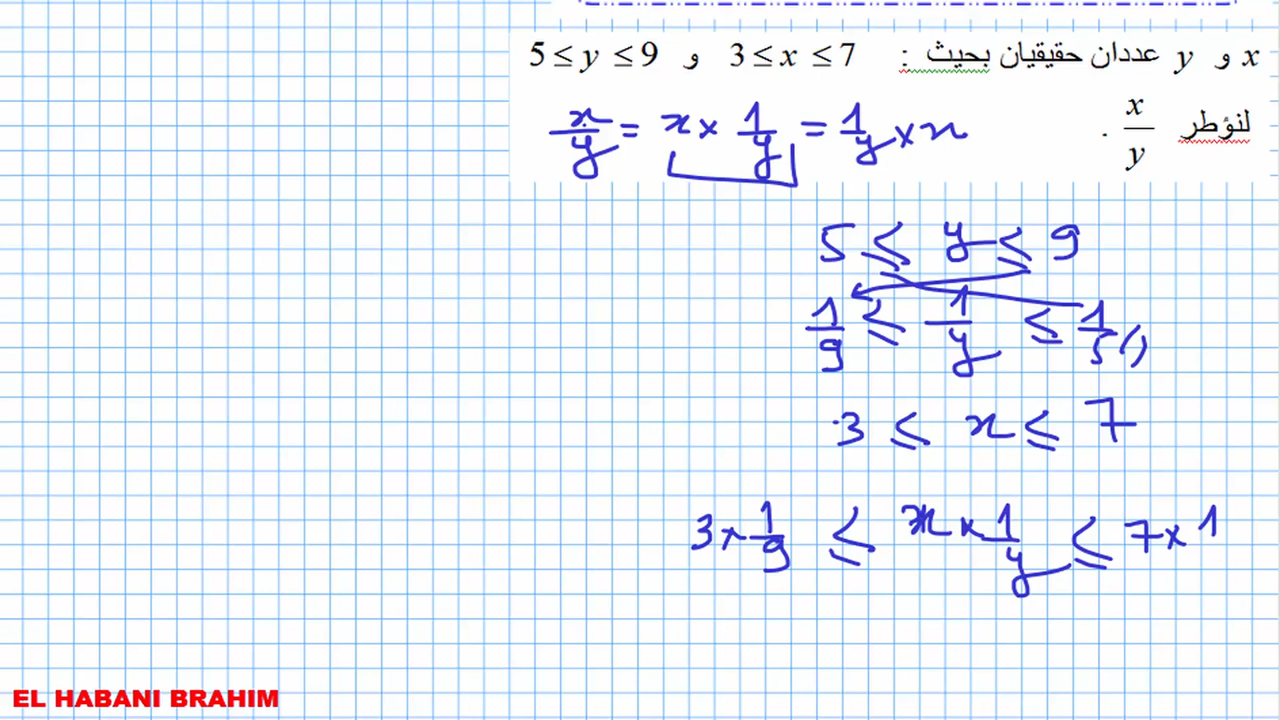 x و y عددان حقيقيان بحيث : 3 ≤ x ≤ 7 و 5 ≤ y ≤ 9
لنؤطر x/y .
x/y = x × 1/y = 1/y × x
5 ≤ y ≤ 9
1/9 ≤ 1/y ≤ 1/5 ()
3 ≤ x ≤ 7
3 × 1/9 ≤ x × 1/y ≤ 7 × 1
EL HABANI BRAHIM